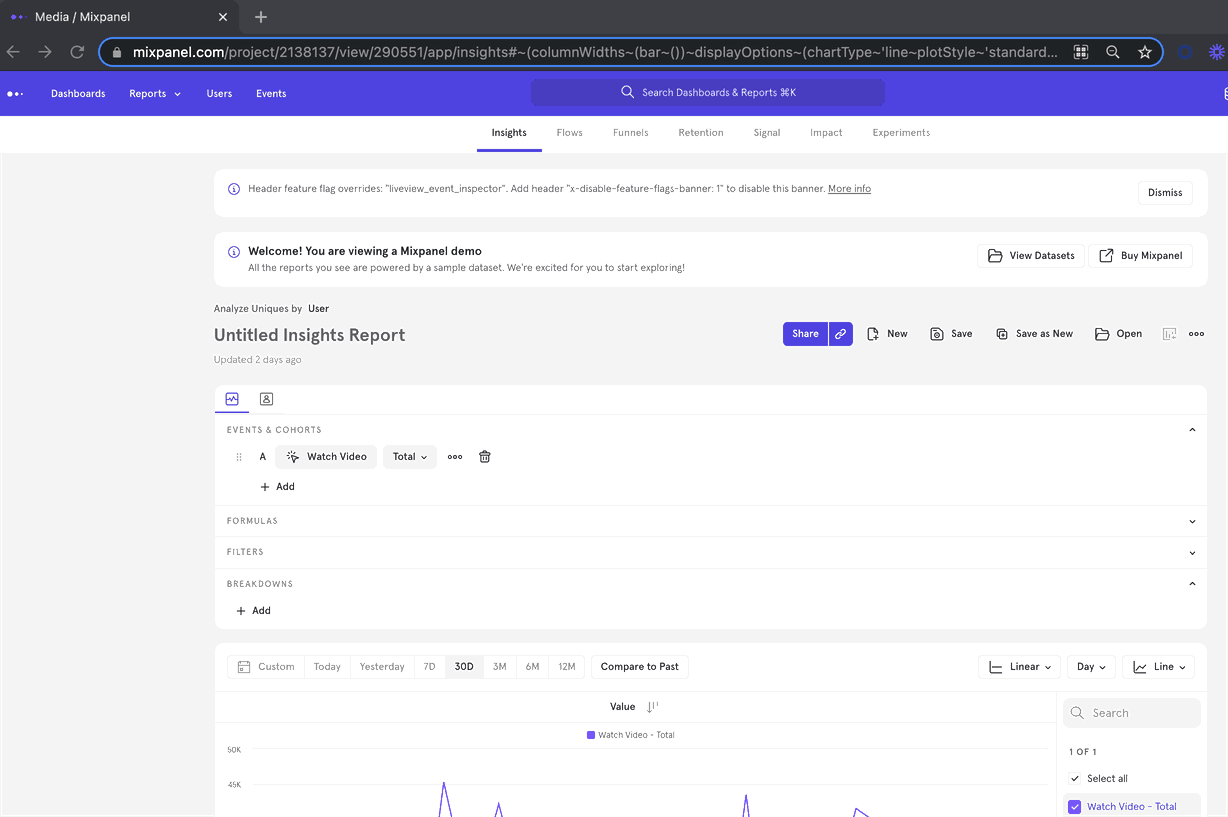 Media / Mixpanel
mixpanel.com/project/2138137/view/290551/app/insights#~(columnWidths~(bar~())~displayOptions~(chartType~'line~plotStyle~'standard...
Dashboards Reports Users Events Search Dashboards & Reports ⌘K
Insights Flows Funnels Retention Signal Impact Experiments
Header feature flag overrides: "liveview_event_inspector". Add header "x-disable-feature-flags-banner: 1" to disable this banner. More info
Dismiss
Welcome! You are viewing a Mixpanel demo
All the reports you see are powered by a sample dataset. We're excited for you to start exploring!
View Datasets Buy Mixpanel
Analyze Uniques by User
Untitled Insights Report
Share New Save Save as New Open
Updated 2 days ago
EVENTS & COHORTS
A Watch Video Total
+ Add
FORMULAS
FILTERS
BREAKDOWNS
+ Add
Custom Today Yesterday 7D 30D 3M 6M 12M Compare to Past Linear Day Line
Value
Search
Watch Video - Total
50K
1 OF 1
45K
Select all
Watch Video - Total